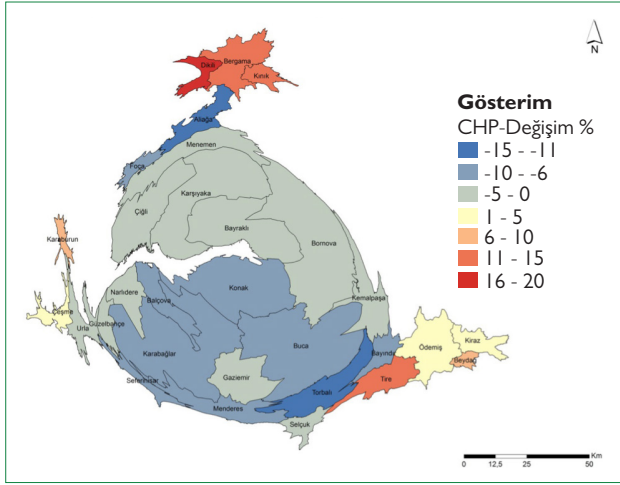 N
Gösterim
CHP-Değişim %
-15 - -11
-10 - -6
-5 - 0
1 - 5
6 - 10
11 - 15
16 - 20
Dikili
Bergama
Kınık
Aliağa
Menemen
Foça
Karşıyaka
Çiğli
Bayraklı
Bornova
Karaburun
Narlıdere
Balçova
Konak
Kemalpaşa
Çeşme
Urla
Güzelbahçe
Karabağlar
Buca
Bayındır
Ödemiş
Kiraz
Beydağ
Seferihisar
Gaziemir
Tire
Torbalı
Menderes
Selçuk
Km
0 12,5 25 50